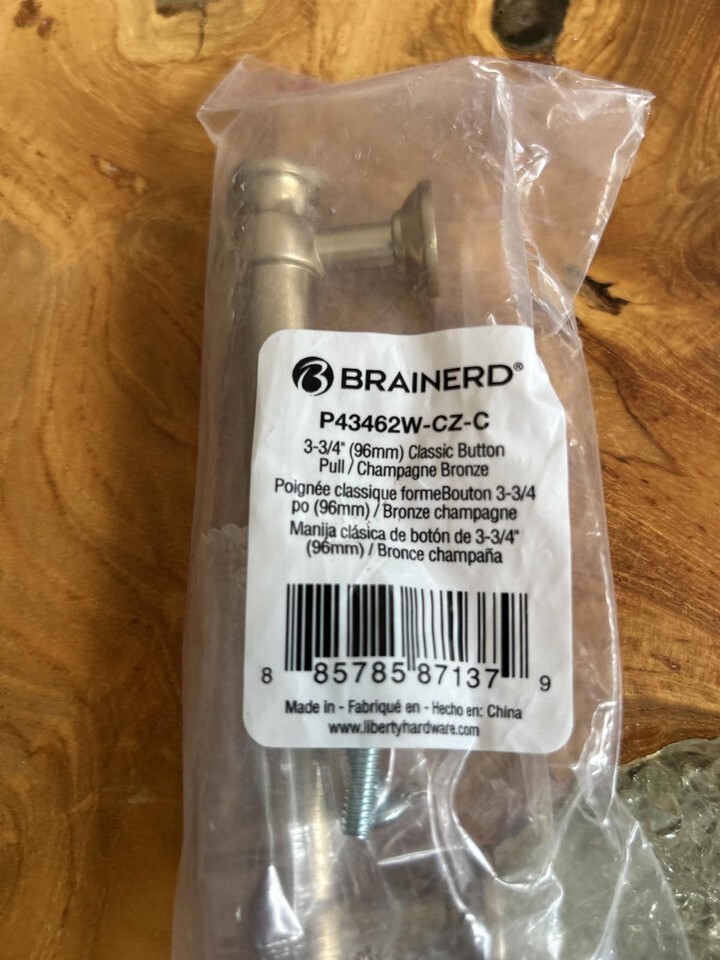 BRAINERD®
P43462W-CZ-C
3-3/4" (96mm) Classic Button
Pull / Champagne Bronze
Poignée classique formeBouton 3-3/4
po (96mm) / Bronze champagne
Manija clásica de botón de 3-3/4"
(96mm) / Bronce champaña
8 85785 87137 9
Made in - Fabriqué en - Hecho en: China
www.libertyhardware.com